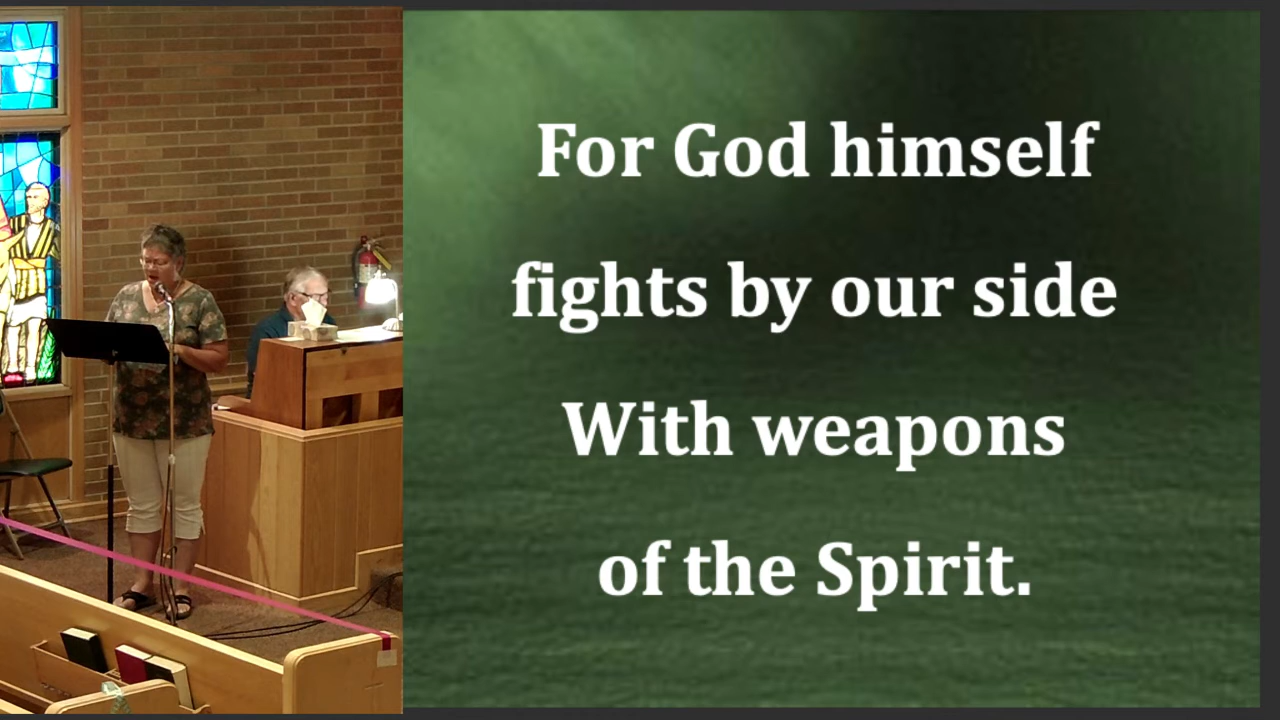 For God himself
fights by our side
With weapons
of the Spirit.